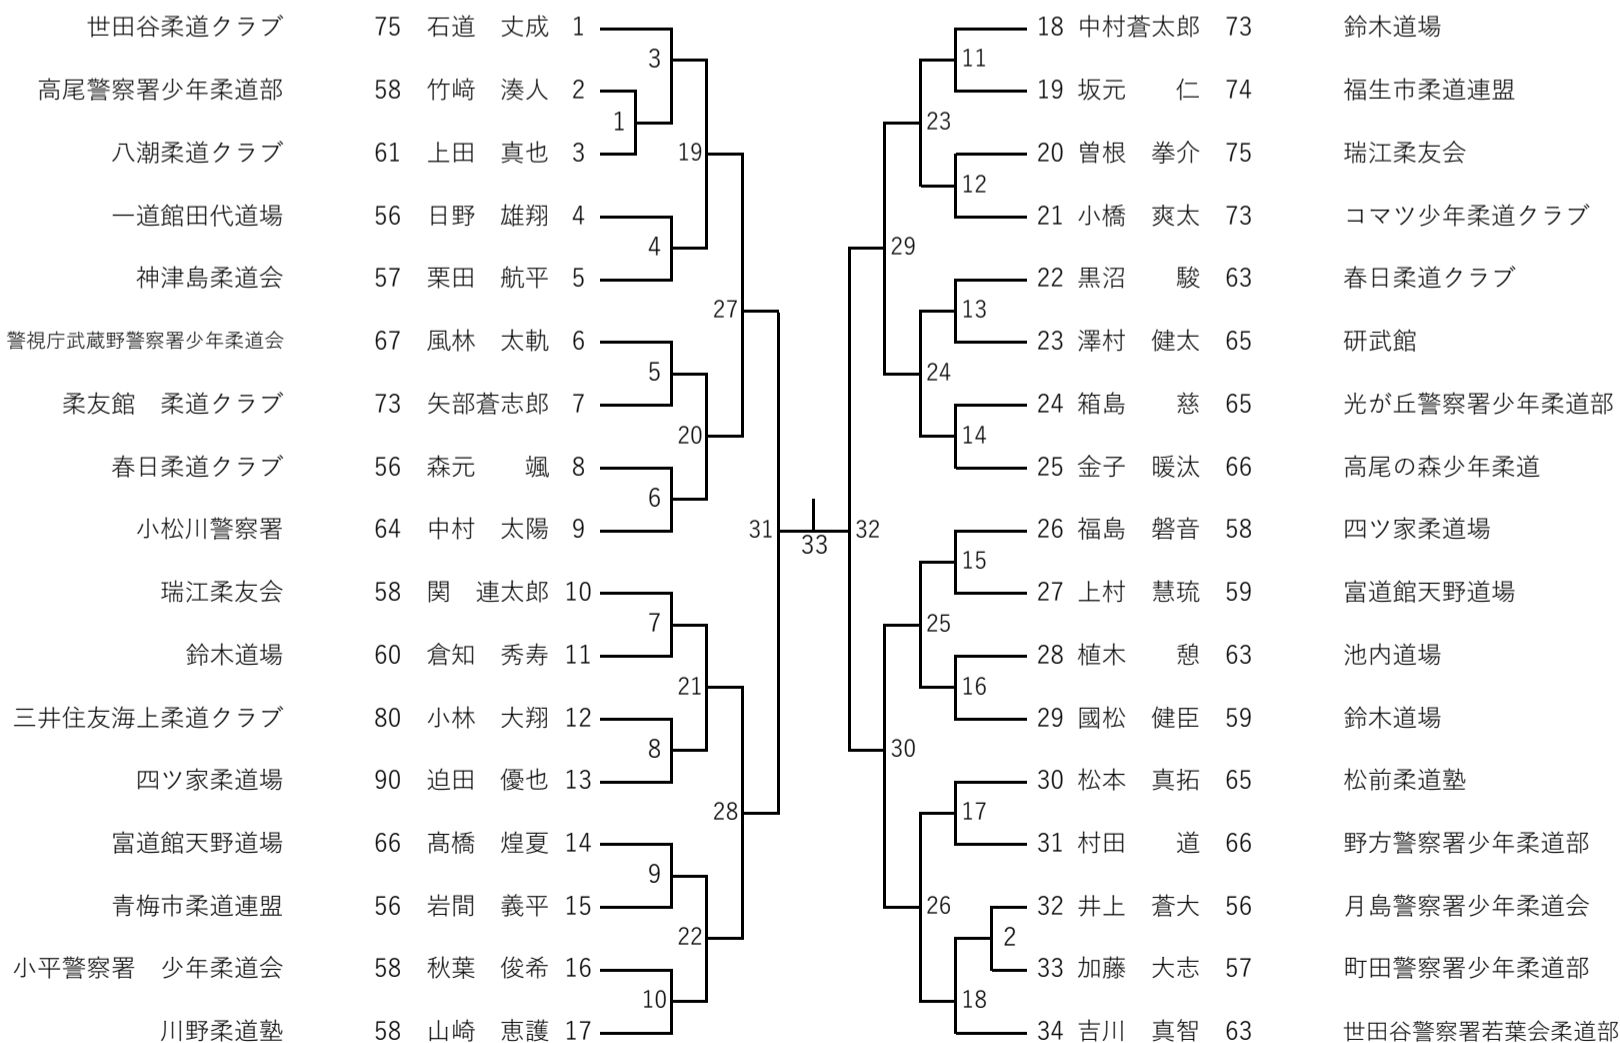 世田谷柔道クラブ 75 石道 丈成 1
高尾警察署少年柔道部 58 竹﨑 湊人 2
八潮柔道クラブ 61 上田 真也 3
一道館田代道場 56 日野 雄翔 4
神津島柔道会 57 栗田 航平 5
警視庁武蔵野警察署少年柔道会 67 風林 太軌 6
柔友館 柔道クラブ 73 矢部蒼志郎 7
春日柔道クラブ 56 森元 颯 8
小松川警察署 64 中村 太陽 9
瑞江柔友会 58 関 連太郎 10
鈴木道場 60 倉知 秀寿 11
三井住友海上柔道クラブ 80 小林 大翔 12
四ツ家柔道場 90 迫田 優也 13
富道館天野道場 66 髙橋 煌夏 14
青梅市柔道連盟 56 岩間 義平 15
小平警察署 少年柔道会 58 秋葉 俊希 16
川野柔道塾 58 山崎 恵護 17
1
3
4
5
6
7
8
9
10
19
20
21
22
27
28
31
33
32
29
30
23
24
25
26
11
12
13
14
15
16
17
2
18
18 中村蒼太郎 73 鈴木道場
19 坂元 仁 74 福生市柔道連盟
20 曽根 拳介 75 瑞江柔友会
21 小橋 爽太 73 コマツ少年柔道クラブ
22 黒沼 駿 63 春日柔道クラブ
23 澤村 健太 65 研武館
24 箱島 慈 65 光が丘警察署少年柔道部
25 金子 暖汰 66 高尾の森少年柔道
26 福島 磐音 58 四ツ家柔道場
27 上村 慧琉 59 富道館天野道場
28 植木 憩 63 池内道場
29 國松 健臣 59 鈴木道場
30 松本 真拓 65 松前柔道塾
31 村田 道 66 野方警察署少年柔道部
32 井上 蒼大 56 月島警察署少年柔道会
33 加藤 大志 57 町田警察署少年柔道部
34 吉川 真智 63 世田谷警察署若葉会柔道部